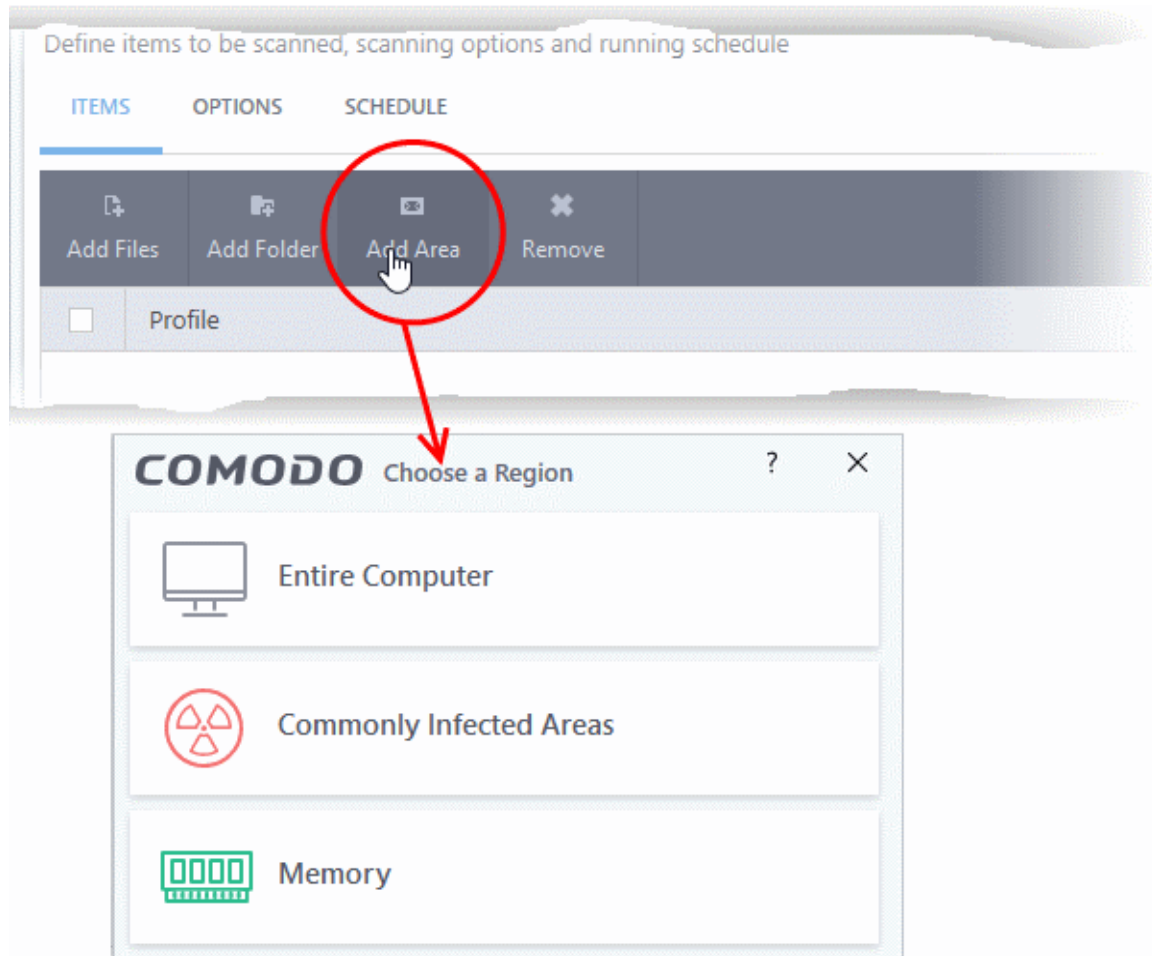 Define items to be scanned, scanning options and running schedule
ITEMS OPTIONS SCHEDULE
Add Files Add Folder Add Area Remove
Profile
COMODO Choose a Region ?
Entire Computer
Commonly Infected Areas
Memory